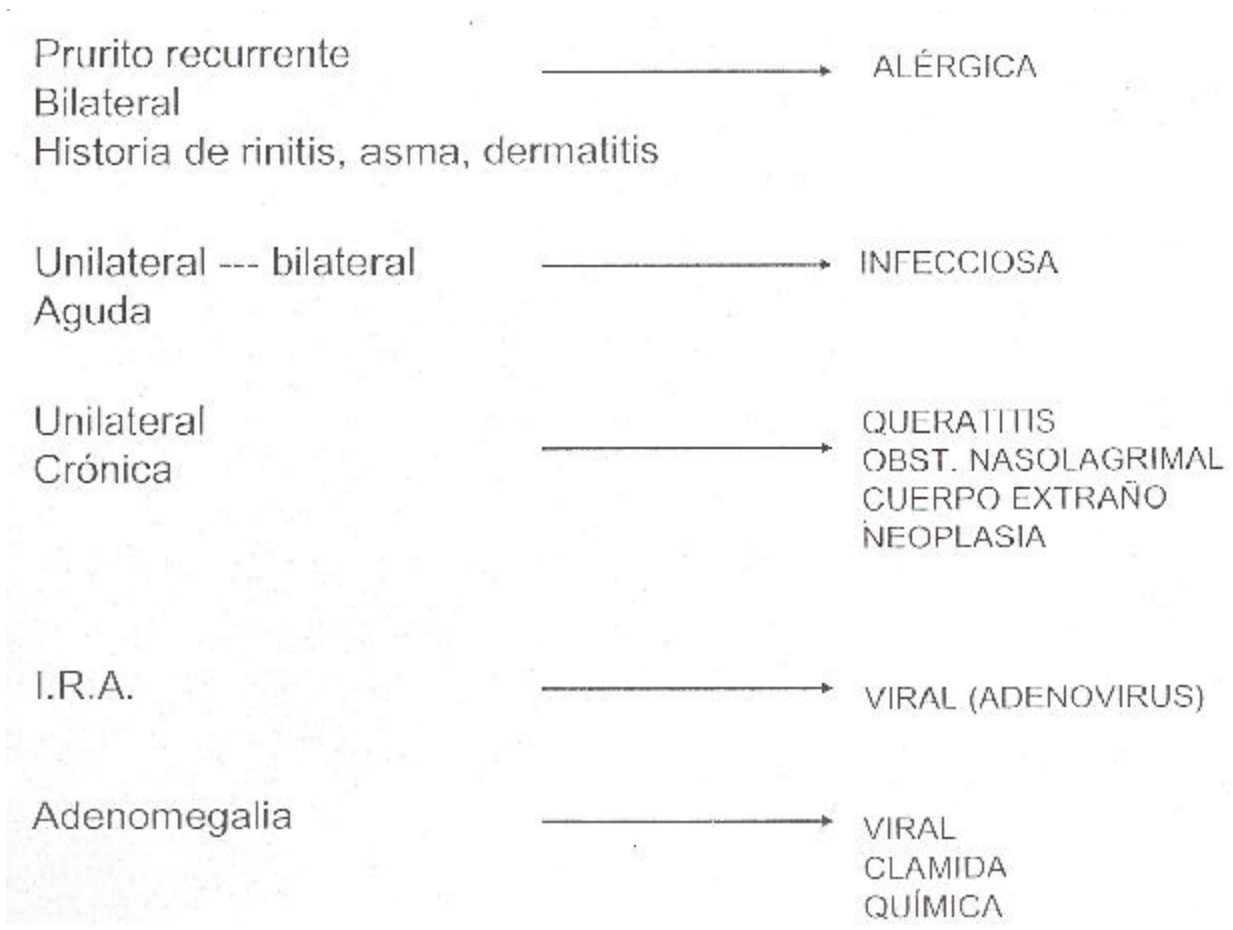 Prurito recurrente
ALÉRGICA
Bilateral
Historia de rinitis, asma, dermatitis
Unilateral --- bilateral
INFECCIOSA
Aguda
Unilateral
Crónica
QUERATITIS
OBST. NASOLAGRIMAL
CUERPO EXTRAÑO
NEOPLASIA
I.R.A.
VIRAL (ADENOVIRUS)
Adenomegalia
VIRAL
CLAMIDA
QUÍMICA